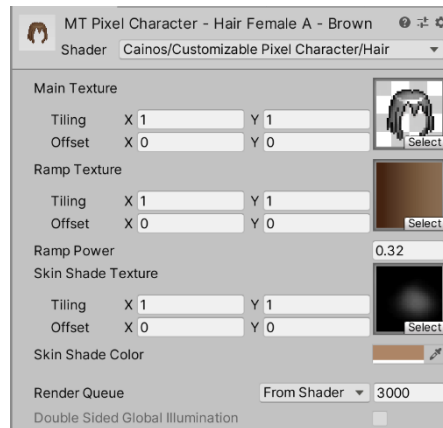 MT Pixel Character - Hair Female A - Brown
Shader Cainos/Customizable Pixel Character/Hair
Main Texture
Tiling X 1 Y 1
Offset X 0 Y 0
Select
Ramp Texture
Tiling X 1 Y 1
Offset X 0 Y 0
Select
Ramp Power 0.32
Skin Shade Texture
Tiling X 1 Y 1
Offset X 0 Y 0
Select
Skin Shade Color
Render Queue From Shader 3000
Double Sided Global Illumination